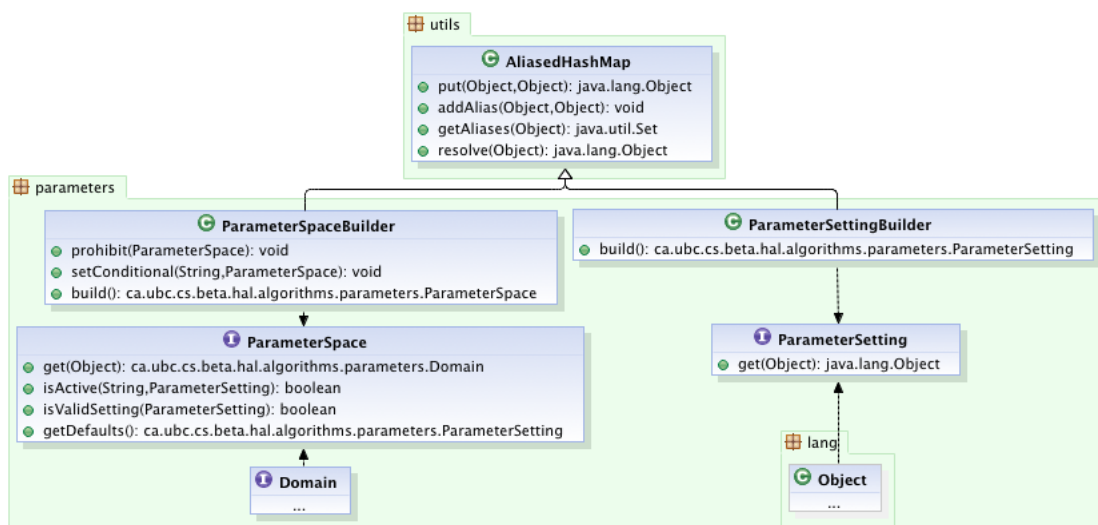 utils
AliasedHashMap
put(Object,Object): java.lang.Object
addAlias(Object,Object): void
getAliases(Object): java.util.Set
resolve(Object): java.lang.Object
parameters
ParameterSpaceBuilder
prohibit(ParameterSpace): void
setConditional(String,ParameterSpace): void
build(): ca.ubc.cs.beta.hal.algorithms.parameters.ParameterSpace
ParameterSettingBuilder
build(): ca.ubc.cs.beta.hal.algorithms.parameters.ParameterSetting
ParameterSpace
get(Object): ca.ubc.cs.beta.hal.algorithms.parameters.Domain
isActive(String,ParameterSetting): boolean
isValidSetting(ParameterSetting): boolean
getDefaults(): ca.ubc.cs.beta.hal.algorithms.parameters.ParameterSetting
ParameterSetting
get(Object): java.lang.Object
Domain
...
lang
Object
...